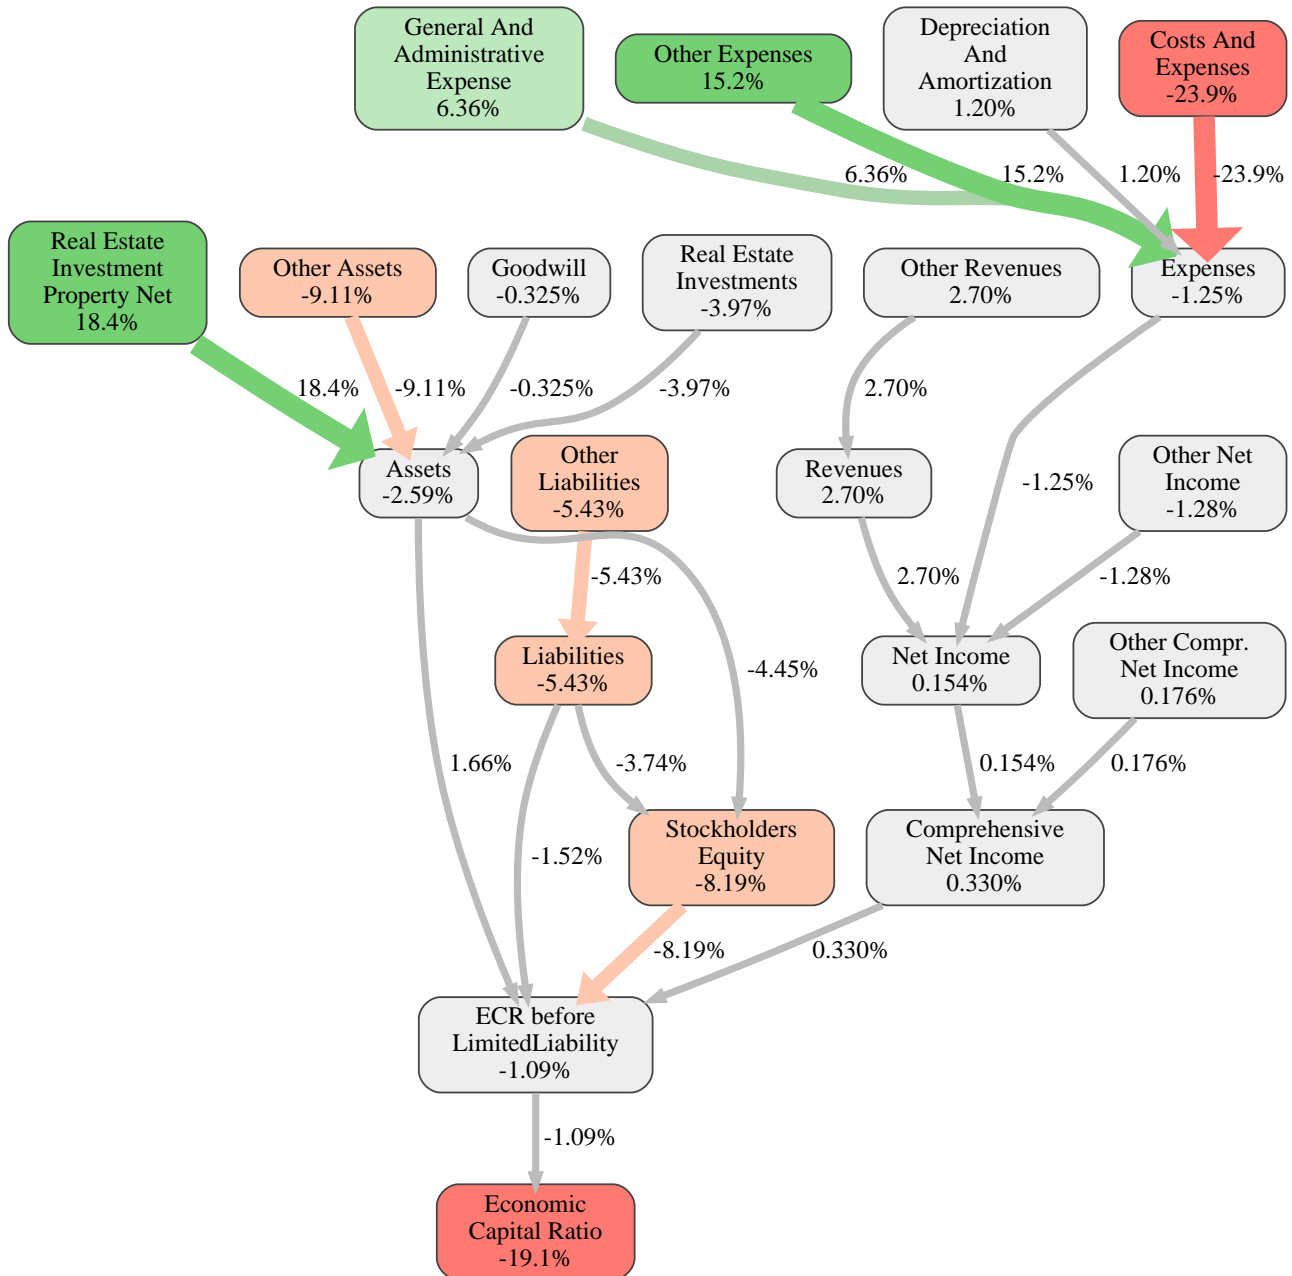 General And
Administrative
Expense
6.36%
Other Expenses
15.2%
Depreciation
And
Amortization
1.20%
Costs And
Expenses
-23.9%
6.36%
15.2%
1.20%
-23.9%
Real Estate
Investment
Property Net
18.4%
Other Assets
-9.11%
Goodwill
-0.325%
Real Estate
Investments
-3.97%
Other Revenues
2.70%
Expenses
-1.25%
18.4%
-9.11%
-0.325%
-3.97%
2.70%
Assets
-2.59%
Other
Liabilities
-5.43%
Revenues
2.70%
-1.25%
Other Net
Income
-1.28%
-5.43%
2.70%
-1.28%
Liabilities
-5.43%
-4.45%
Net Income
0.154%
Other Compr.
Net Income
0.176%
1.66%
-3.74%
0.154%
0.176%
-1.52%
Stockholders
Equity
-8.19%
Comprehensive
Net Income
0.330%
-8.19%
0.330%
ECR before
LimitedLiability
-1.09%
-1.09%
Economic
Capital Ratio
-19.1%